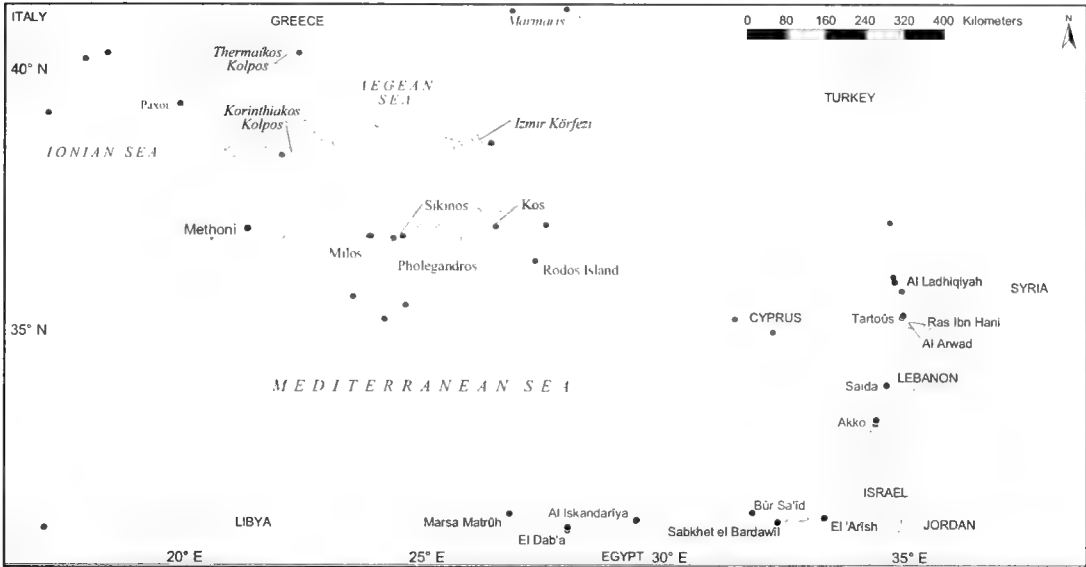 ITALY
GREECE
Marmaris
0 80 160 240 320 400 Kilometers
N
Thermaïkos
Kolpos
40° N
AEGEAN
SEA
TURKEY
Paxoi
Korinthiakos
Kolpos
Izmir Körfezi
IONIAN SEA
Sikinos
Kos
Methoni
Milos
Pholegandros
Rodos Island
Al Ladhiqiyah
SYRIA
35° N
CYPRUS
Tartoûs
Ras Ibn Hani
Al Arwad
MEDITERRANEAN SEA
LEBANON
Saida
Akko
ISRAEL
Bûr Sa'îd
LIBYA
Marsa Matrûh
Al Iskandarîya
El Dab'a
Sabkhet el Bardawîl
El 'Arîsh
JORDAN
20° E
25° E
EGYPT
30° E
35° E